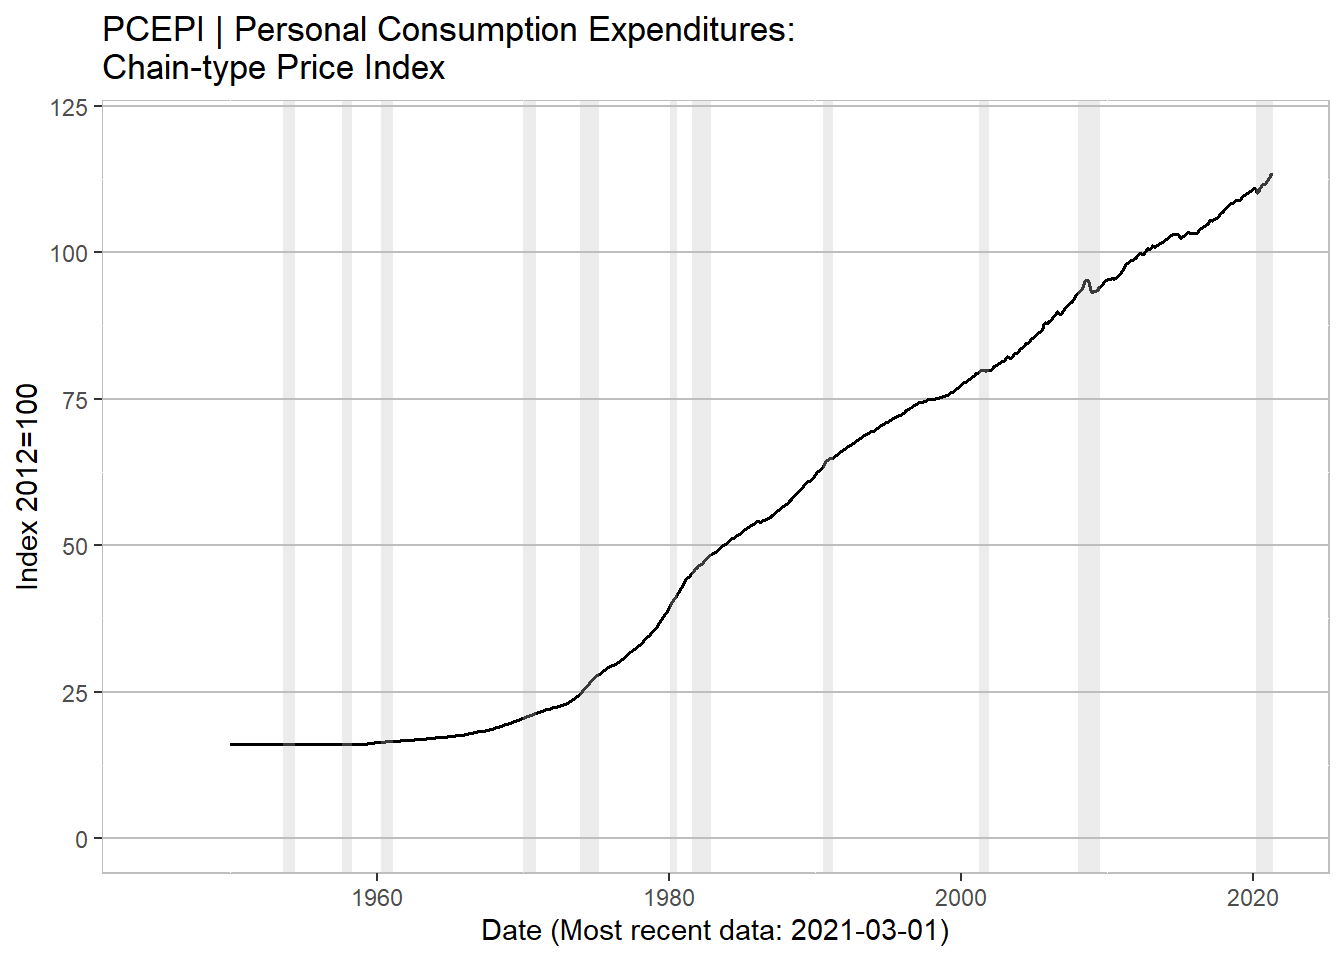 PCEPI | Personal Consumption Expenditures:
Chain-type Price Index
125
100
75
50
25
0
Index 2012=100
1960 1980 2000 2020
Date (Most recent data: 2021-03-01)